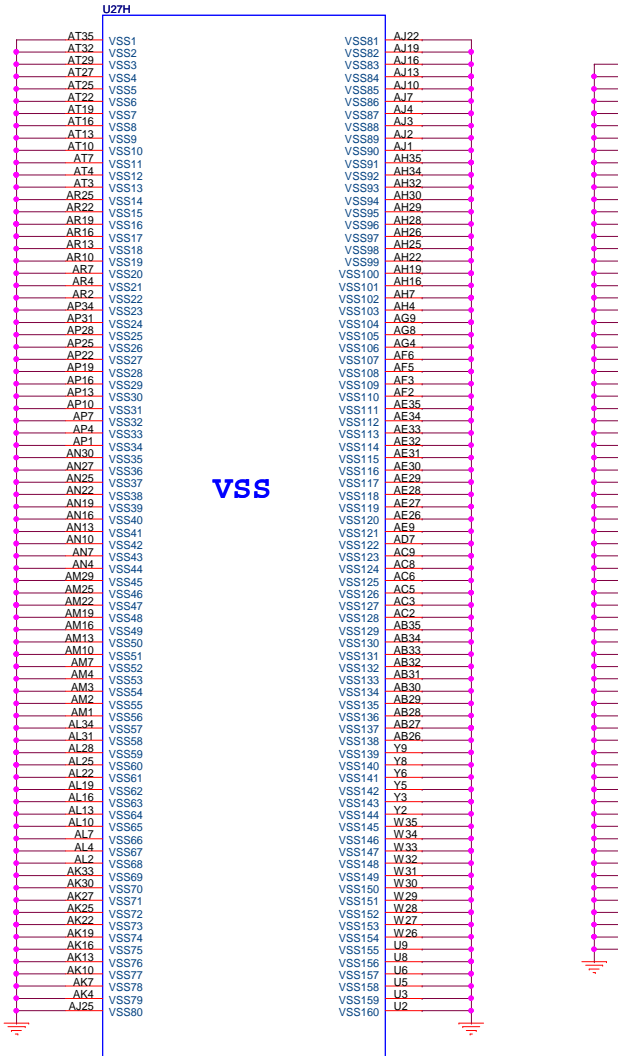 U27H
AT35 VSS1 VSS81 AJ22
AT32 VSS2 VSS82 AJ19
AT29 VSS3 VSS83 AJ16
AT27 VSS4 VSS84 AJ13
AT25 VSS5 VSS85 AJ10
AT22 VSS6 VSS86 AJ7
AT19 VSS7 VSS87 AJ4
AT16 VSS8 VSS88 AJ3
AT13 VSS9 VSS89 AJ2
AT10 VSS10 VSS90 AJ1
AT7 VSS11 VSS91 AH35
AT4 VSS12 VSS92 AH34
AT3 VSS13 VSS93 AH32
AR25 VSS14 VSS94 AH30
AR22 VSS15 VSS95 AH29
AR19 VSS16 VSS96 AH28
AR16 VSS17 VSS97 AH26
AR13 VSS18 VSS98 AH25
AR10 VSS19 VSS99 AH22
AR7 VSS20 VSS100 AH19
AR4 VSS21 VSS101 AH16
AR2 VSS22 VSS102 AH7
AP34 VSS23 VSS103 AH4
AP31 VSS24 VSS104 AG9
AP28 VSS25 VSS105 AG8
AP25 VSS26 VSS106 AG4
AP22 VSS27 VSS107 AF6
AP19 VSS28 VSS108 AF5
AP16 VSS29 VSS109 AF3
AP13 VSS30 VSS110 AF2
AP10 VSS31 VSS111 AE35
AP7 VSS32 VSS112 AE34
AP4 VSS33 VSS113 AE33
AP1 VSS34 VSS114 AE32
AN30 VSS35 VSS115 AE31
AN27 VSS36 VSS116 AE30
AN25 VSS37 VSS117 AE29
AN22 VSS38 VSS118 AE28
VSS
AN19 VSS39 VSS119 AE27
AN16 VSS40 VSS120 AE26
AN13 VSS41 VSS121 AE9
AN10 VSS42 VSS122 AD7
AN7 VSS43 VSS123 AC9
AN4 VSS44 VSS124 AC8
AM29 VSS45 VSS125 AC6
AM25 VSS46 VSS126 AC5
AM22 VSS47 VSS127 AC3
AM19 VSS48 VSS128 AC2
AM16 VSS49 VSS129 AB35
AM13 VSS50 VSS130 AB34
AM10 VSS51 VSS131 AB33
AM7 VSS52 VSS132 AB32
AM4 VSS53 VSS133 AB31
AM3 VSS54 VSS134 AB30
AM2 VSS55 VSS135 AB29
AM1 VSS56 VSS136 AB28
AL34 VSS57 VSS137 AB27
AL31 VSS58 VSS138 AB26
AL28 VSS59 VSS139 Y9
AL25 VSS60 VSS140 Y8
AL22 VSS61 VSS141 Y6
AL19 VSS62 VSS142 Y5
AL16 VSS63 VSS143 Y3
AL13 VSS64 VSS144 Y2
AL10 VSS65 VSS145 W35
AL7 VSS66 VSS146 W34
AL4 VSS67 VSS147 W33
AL2 VSS68 VSS148 W32
AK33 VSS69 VSS149 W31
AK30 VSS70 VSS150 W30
AK27 VSS71 VSS151 W29
AK25 VSS72 VSS152 W28
AK22 VSS73 VSS153 W27
AK19 VSS74 VSS154 W26
AK16 VSS75 VSS155 U9
AK13 VSS76 VSS156 U8
AK10 VSS77 VSS157 U6
AK7 VSS78 VSS158 U5
AK4 VSS79 VSS159 U3
AJ25 VSS80 VSS160 U2